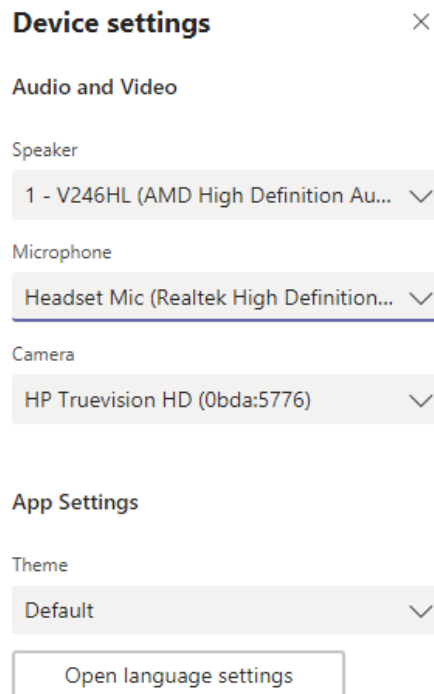 Device settings
Audio and Video
Speaker
1 - V246HL (AMD High Definition Au...
Microphone
Headset Mic (Realtek High Definition...
Camera
HP Truevision HD (0bda:5776)
App Settings
Theme
Default
Open language settings